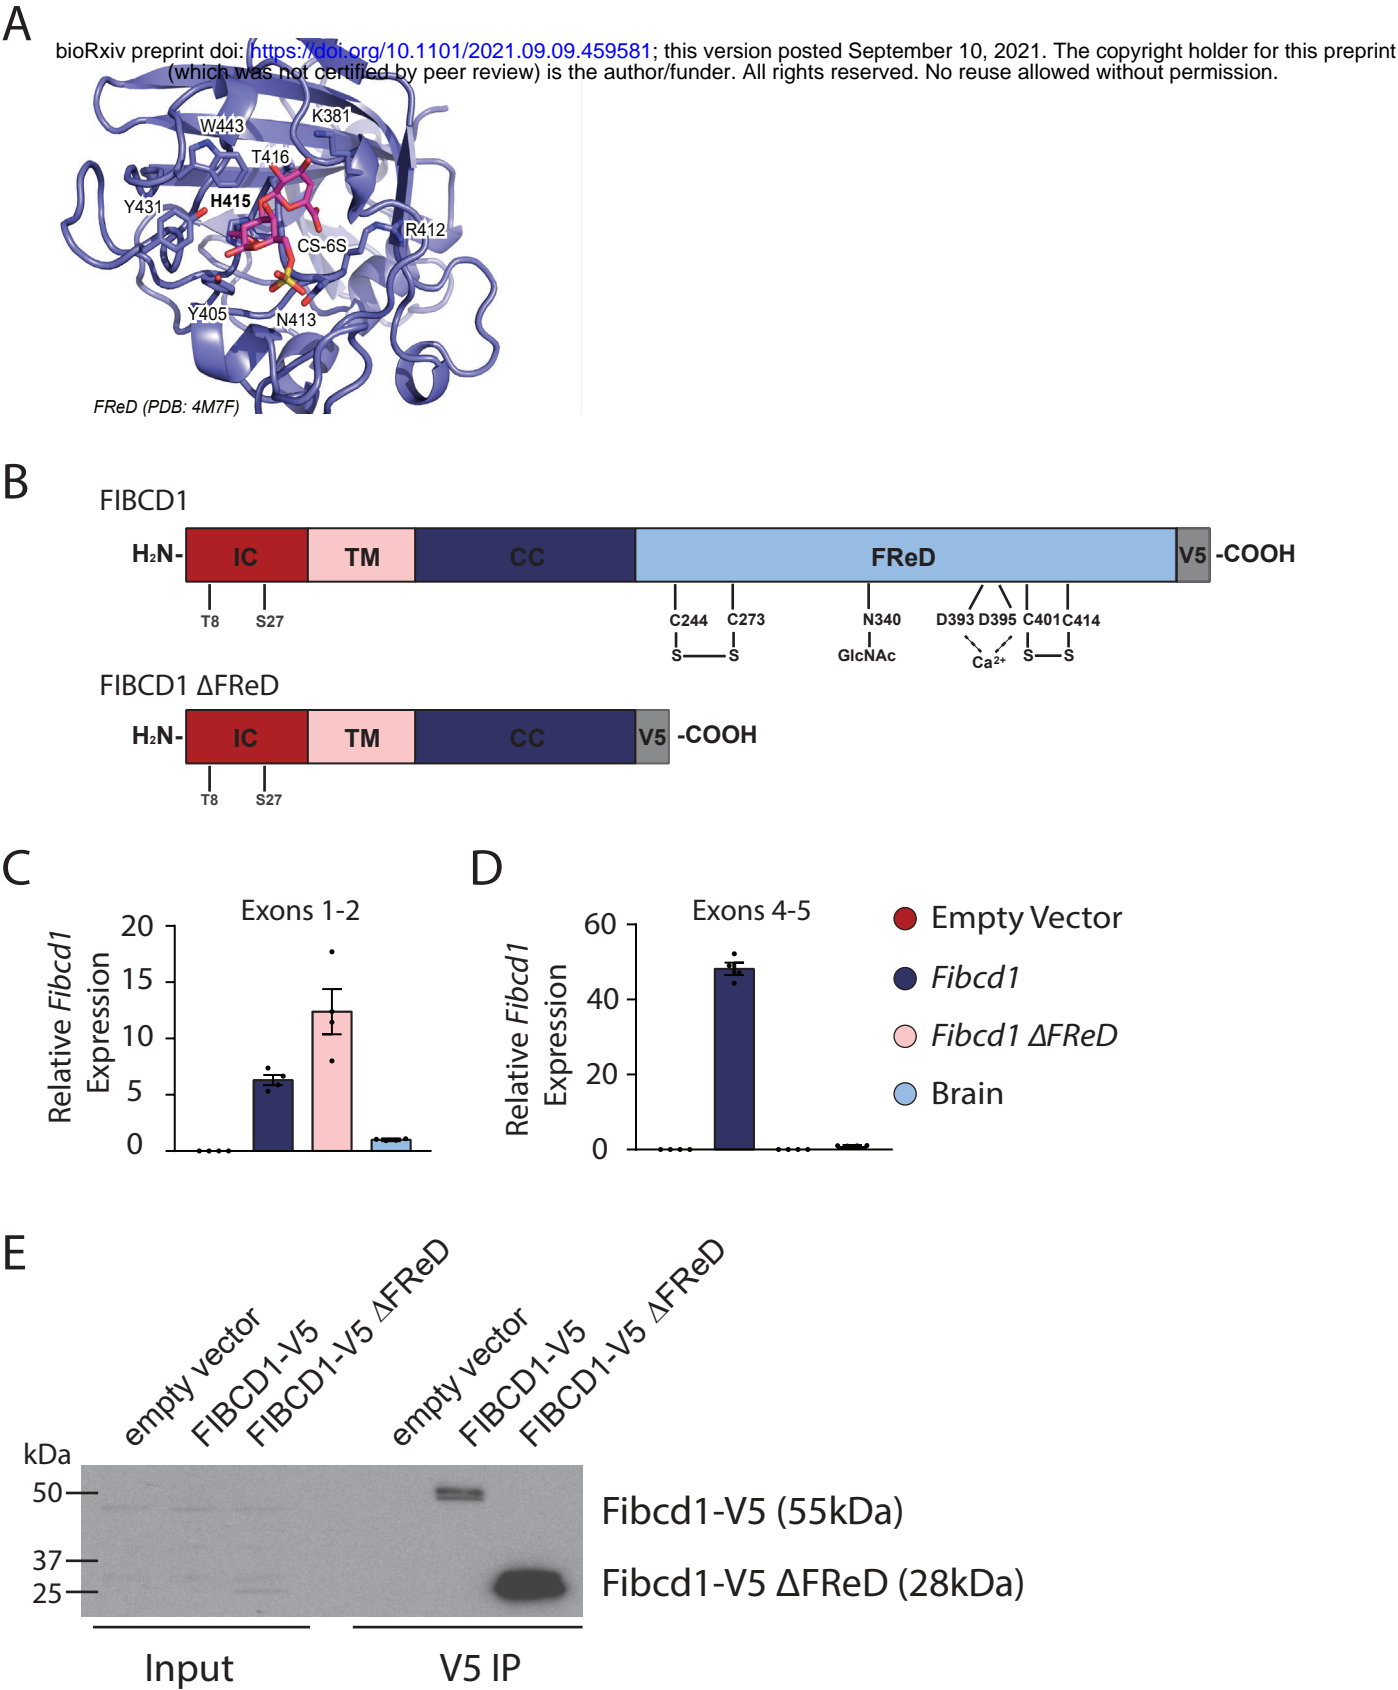 A
bioRxiv preprint doi: https://doi.org/10.1101/2021.09.09.459581; this version posted September 10, 2021. The copyright holder for this preprint
(which was not certified by peer review) is the author/funder. All rights reserved. No reuse allowed without permission.
W443
K381
T416
Y431
H415
R412
CS-6S
Y405
N413
FReD (PDB: 4M7F)
B
FIBCD1
H₂N- IC TM CC FReD V5 -COOH
T8 S27 C244 C273 N340 D393 D395 C401 C414
S S GlcNAc Ca²⁺ S S
FIBCD1 ΔFReD
H₂N- IC TM CC V5 -COOH
T8 S27
C
Exons 1-2
Relative Fibcd1
Expression
20
15
10
5
0
D
Exons 4-5
Relative Fibcd1
Expression
60
40
20
0
Empty Vector
Fibcd1
Fibcd1 ΔFReD
Brain
E
empty vector
FIBCD1-V5
FIBCD1-V5 ΔFReD
empty vector
FIBCD1-V5
FIBCD1-V5 ΔFReD
kDa
50
37
25
Fibcd1-V5 (55kDa)
Fibcd1-V5 ΔFReD (28kDa)
Input V5 IP